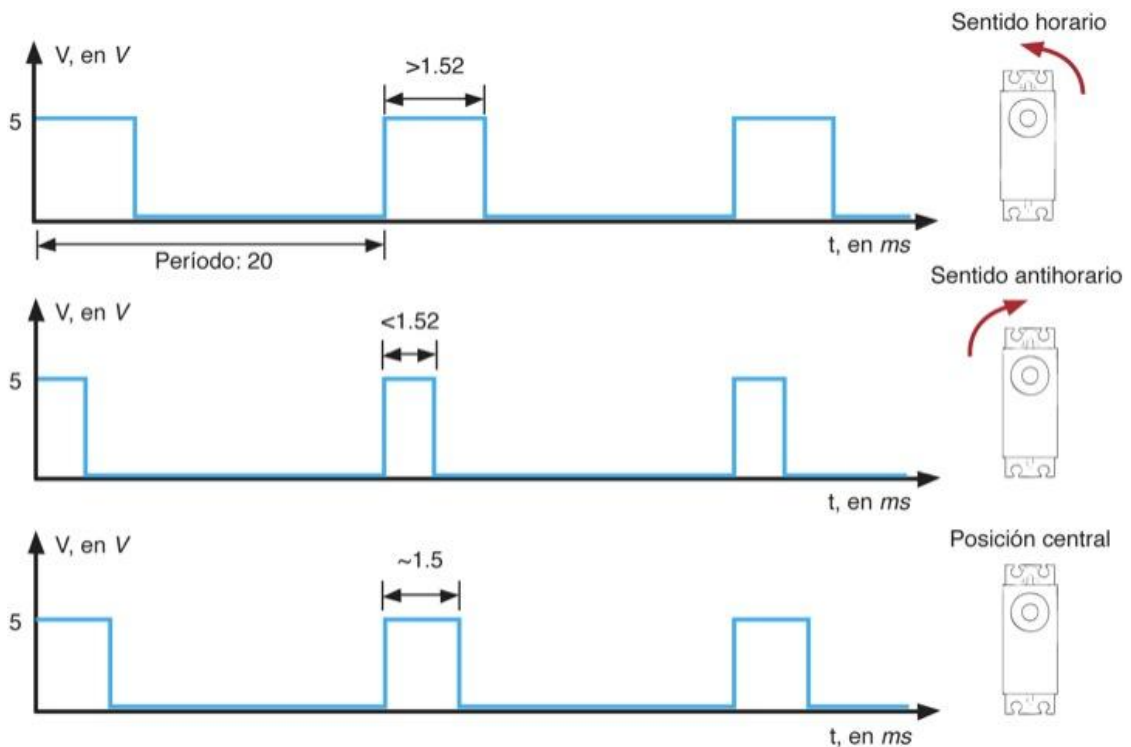 Sentido horario
V, en V
>1.52
5
t, en ms
Período: 20
Sentido antihorario
V, en V
<1.52
5
t, en ms
Posición central
V, en V
~1.5
5
t, en ms